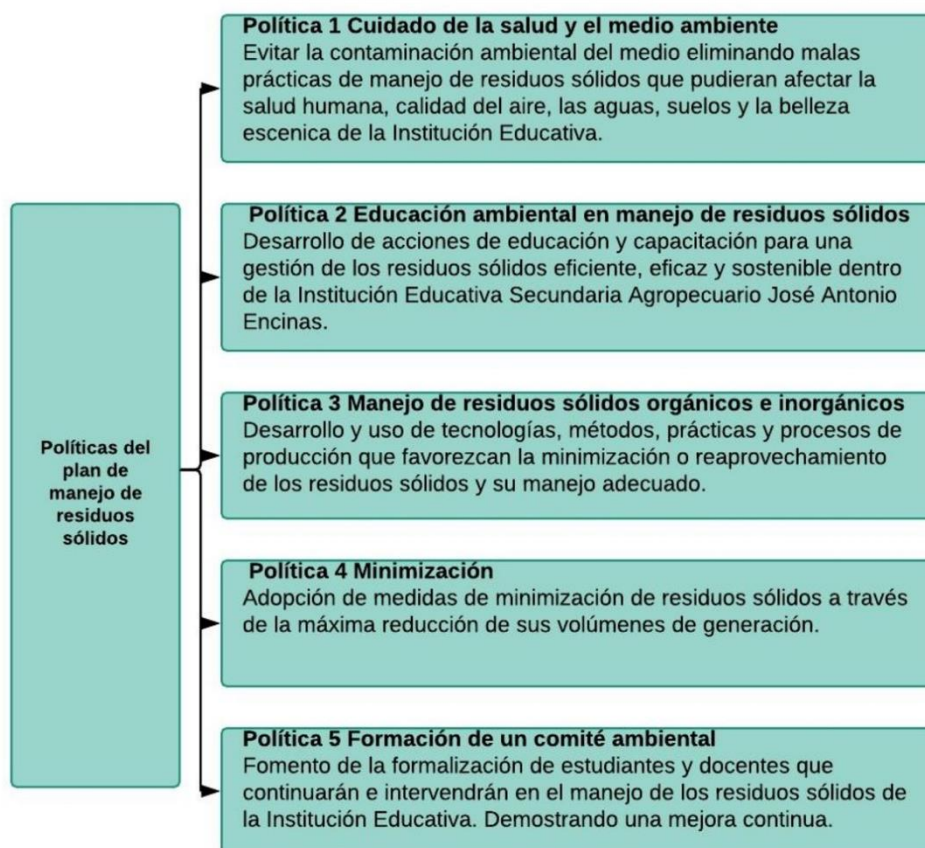 Política 1 Cuidado de la salud y el medio ambiente
Evitar la contaminación ambiental del medio eliminando malas
prácticas de manejo de residuos sólidos que pudieran afectar la
salud humana, calidad del aire, las aguas, suelos y la belleza
escenica de la Institución Educativa.
Política 2 Educación ambiental en manejo de residuos sólidos
Desarrollo de acciones de educación y capacitación para una
gestión de los residuos sólidos eficiente, eficaz y sostenible dentro
de la Institución Educativa Secundaria Agropecuario José Antonio
Encinas.
Política 3 Manejo de residuos sólidos orgánicos e inorgánicos
Desarrollo y uso de tecnologías, métodos, prácticas y procesos de
producción que favorezcan la minimización o reaprovechamiento
de los residuos sólidos y su manejo adecuado.
Políticas del
plan de
manejo de
residuos
sólidos
Política 4 Minimización
Adopción de medidas de minimización de residuos sólidos a través
de la máxima reducción de sus volúmenes de generación.
Política 5 Formación de un comité ambiental
Fomento de la formalización de estudiantes y docentes que
continuarán e intervendrán en el manejo de los residuos sólidos de
la Institución Educativa. Demostrando una mejora continua.